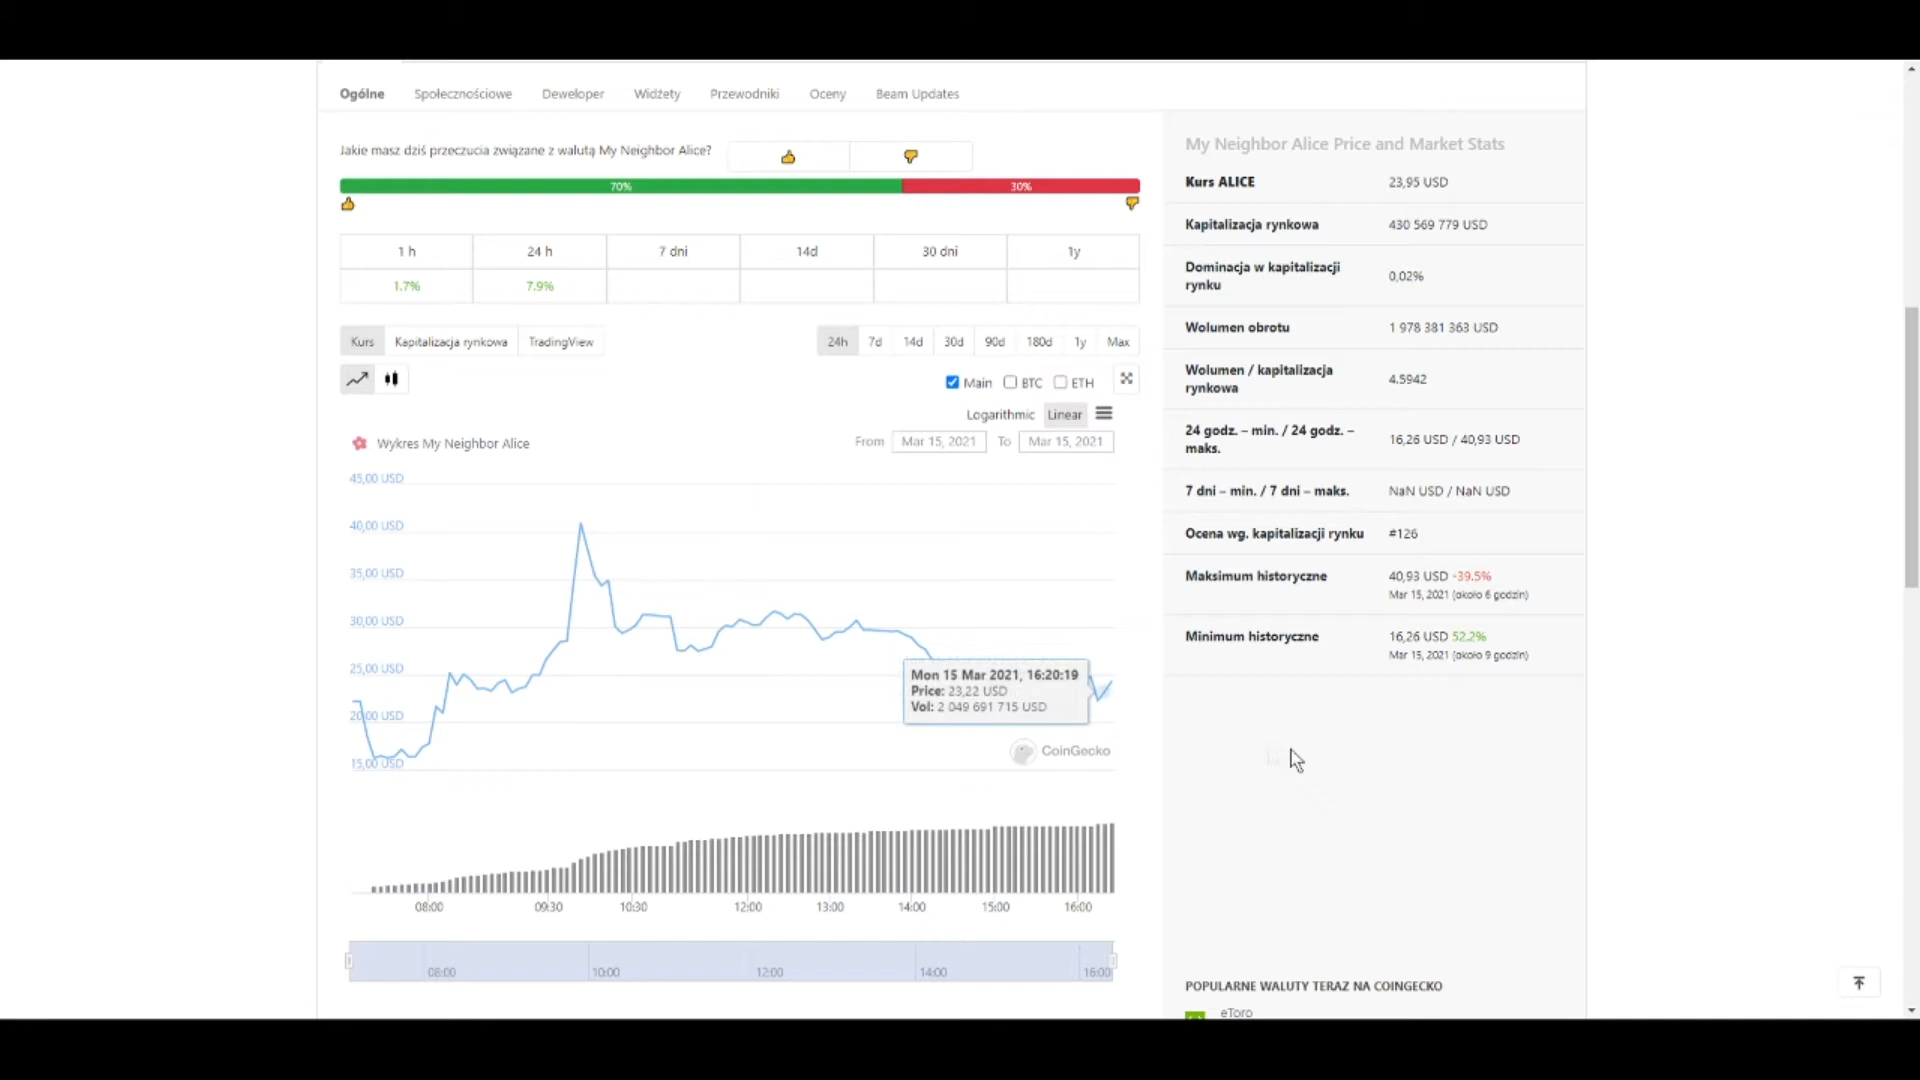 Ogólne Społecznościowe Deweloper Widżety Przewodniki Oceny Beam Updates
Jakie masz dziś przeczucia związane z walutą My Neighbor Alice?
70% 30%
1 h 24 h 7 dni 14d 30 dni 1y
1.7% 7.9%
Kurs Kapitalizacja rynkowa TradingView
24h 7d 14d 30d 90d 180d 1y Max
Main BTC ETH
Logarithmic Linear
Wykres My Neighbor Alice
From Mar 15, 2021 To Mar 15, 2021
45,00 USD
40,00 USD
35,00 USD
30,00 USD
25,00 USD
20,00 USD
15,00 USD
Mon 15 Mar 2021, 16:20:19
Price: 23,22 USD
Vol: 2 049 691 715 USD
CoinGecko
08:00 09:30 10:30 12:00 13:00 14:00 15:00 16:00
08:00 10:00 12:00 14:00 16:00
My Neighbor Alice Price and Market Stats
Kurs ALICE 23,95 USD
Kapitalizacja rynkowa 430 569 779 USD
Dominacja w kapitalizacji
rynku 0,02%
Wolumen obrotu 1 978 381 363 USD
Wolumen / kapitalizacja
rynkowa 4.5942
24 godz. – min. / 24 godz. –
maks. 16,26 USD / 40,93 USD
7 dni – min. / 7 dni – maks. NaN USD / NaN USD
Ocena wg. kapitalizacji rynku #126
Maksimum historyczne 40,93 USD -39.5%
Mar 15, 2021 (około 6 godzin)
Minimum historyczne 16,26 USD 52.2%
Mar 15, 2021 (około 9 godzin)
POPULARNE WALUTY TERAZ NA COINGECKO
eToro